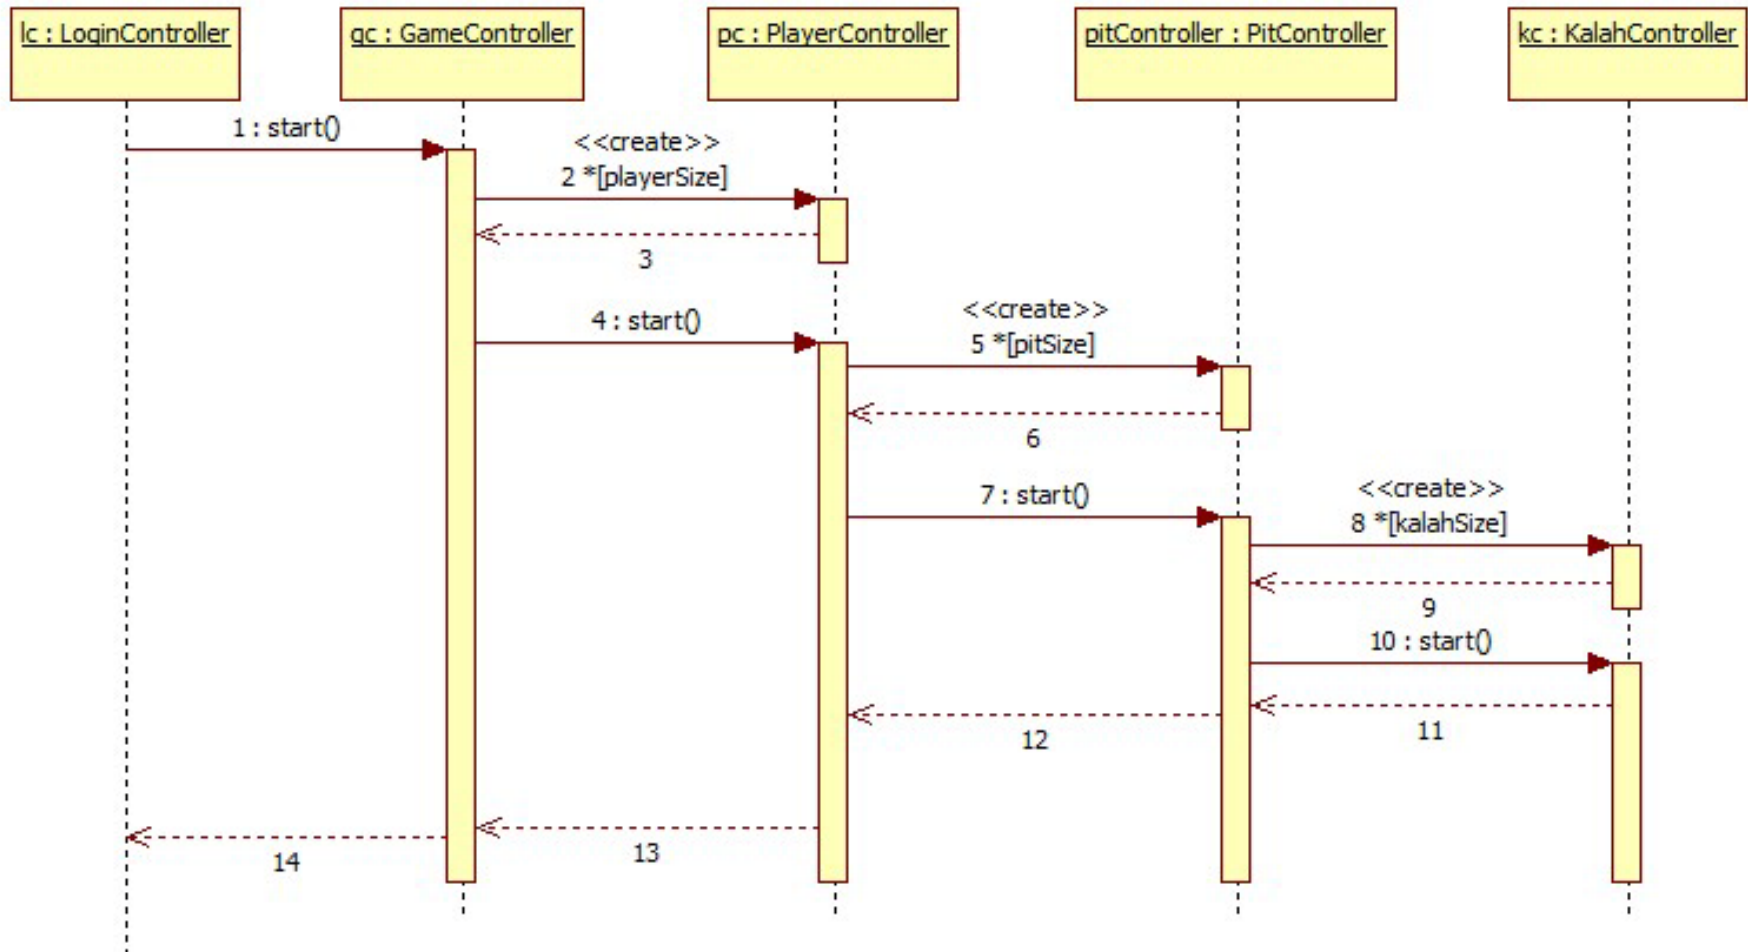 lc : LoginController
gc : GameController
pc : PlayerController
pitController : PitController
kc : KalahController
1 : start()
<<create>>
2 *[playerSize]
3
4 : start()
<<create>>
5 *[pitSize]
6
7 : start()
<<create>>
8 *[kalahSize]
9
10 : start()
11
12
13
14